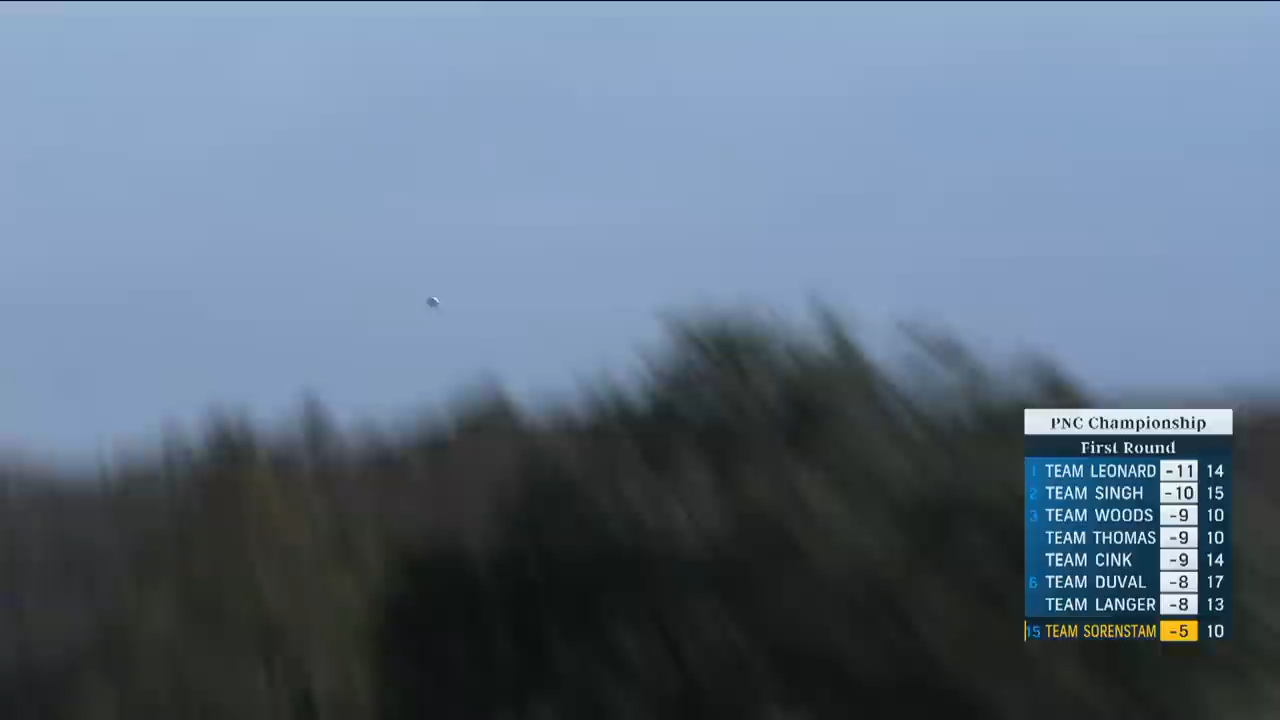 PNC Championship
First Round
1 TEAM LEONARD -11 14
2 TEAM SINGH -10 15
3 TEAM WOODS -9 10
TEAM THOMAS -9 10
TEAM CINK -9 14
6 TEAM DUVAL -8 17
TEAM LANGER -8 13
15 TEAM SORENSTAM -5 10